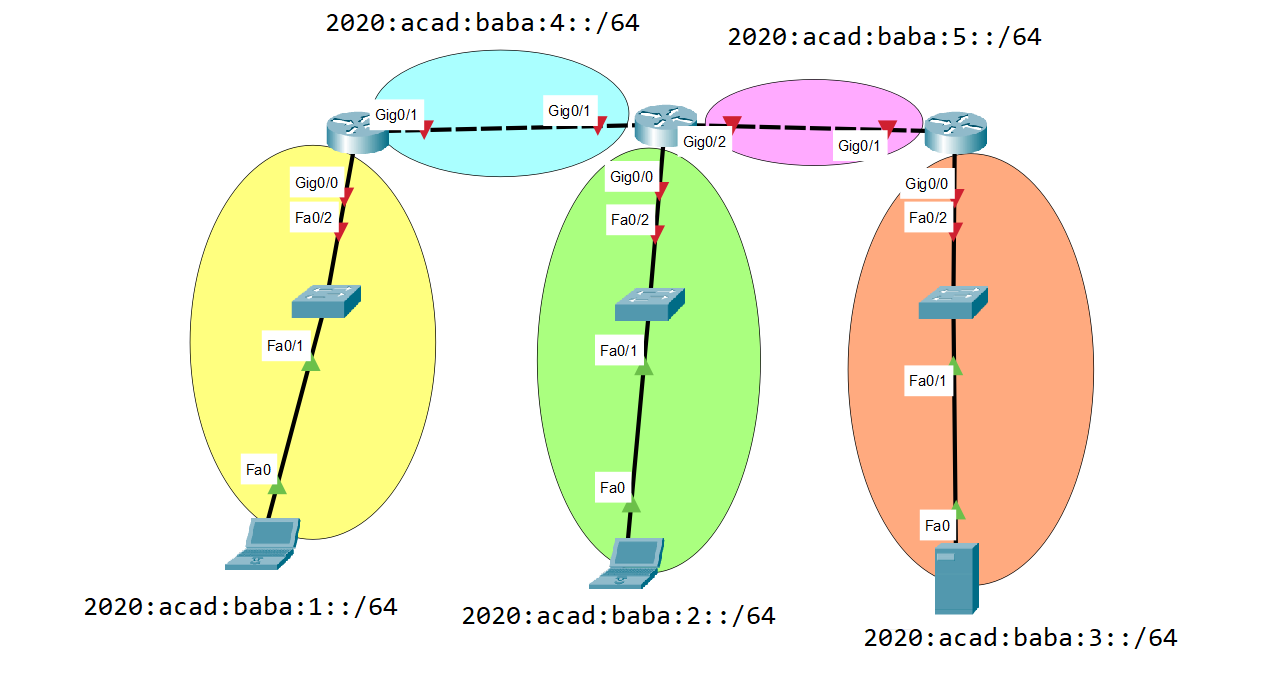 2020:acad:baba:4::/64
2020:acad:baba:5::/64
Gig0/1
Gig0/1
Gig0/2
Gig0/1
Gig0/0
Gig0/0
Gig0/0
Fa0/2
Fa0/2
Fa0/2
Fa0/1
Fa0/1
Fa0/1
Fa0
Fa0
Fa0
2020:acad:baba:1::/64
2020:acad:baba:2::/64
2020:acad:baba:3::/64